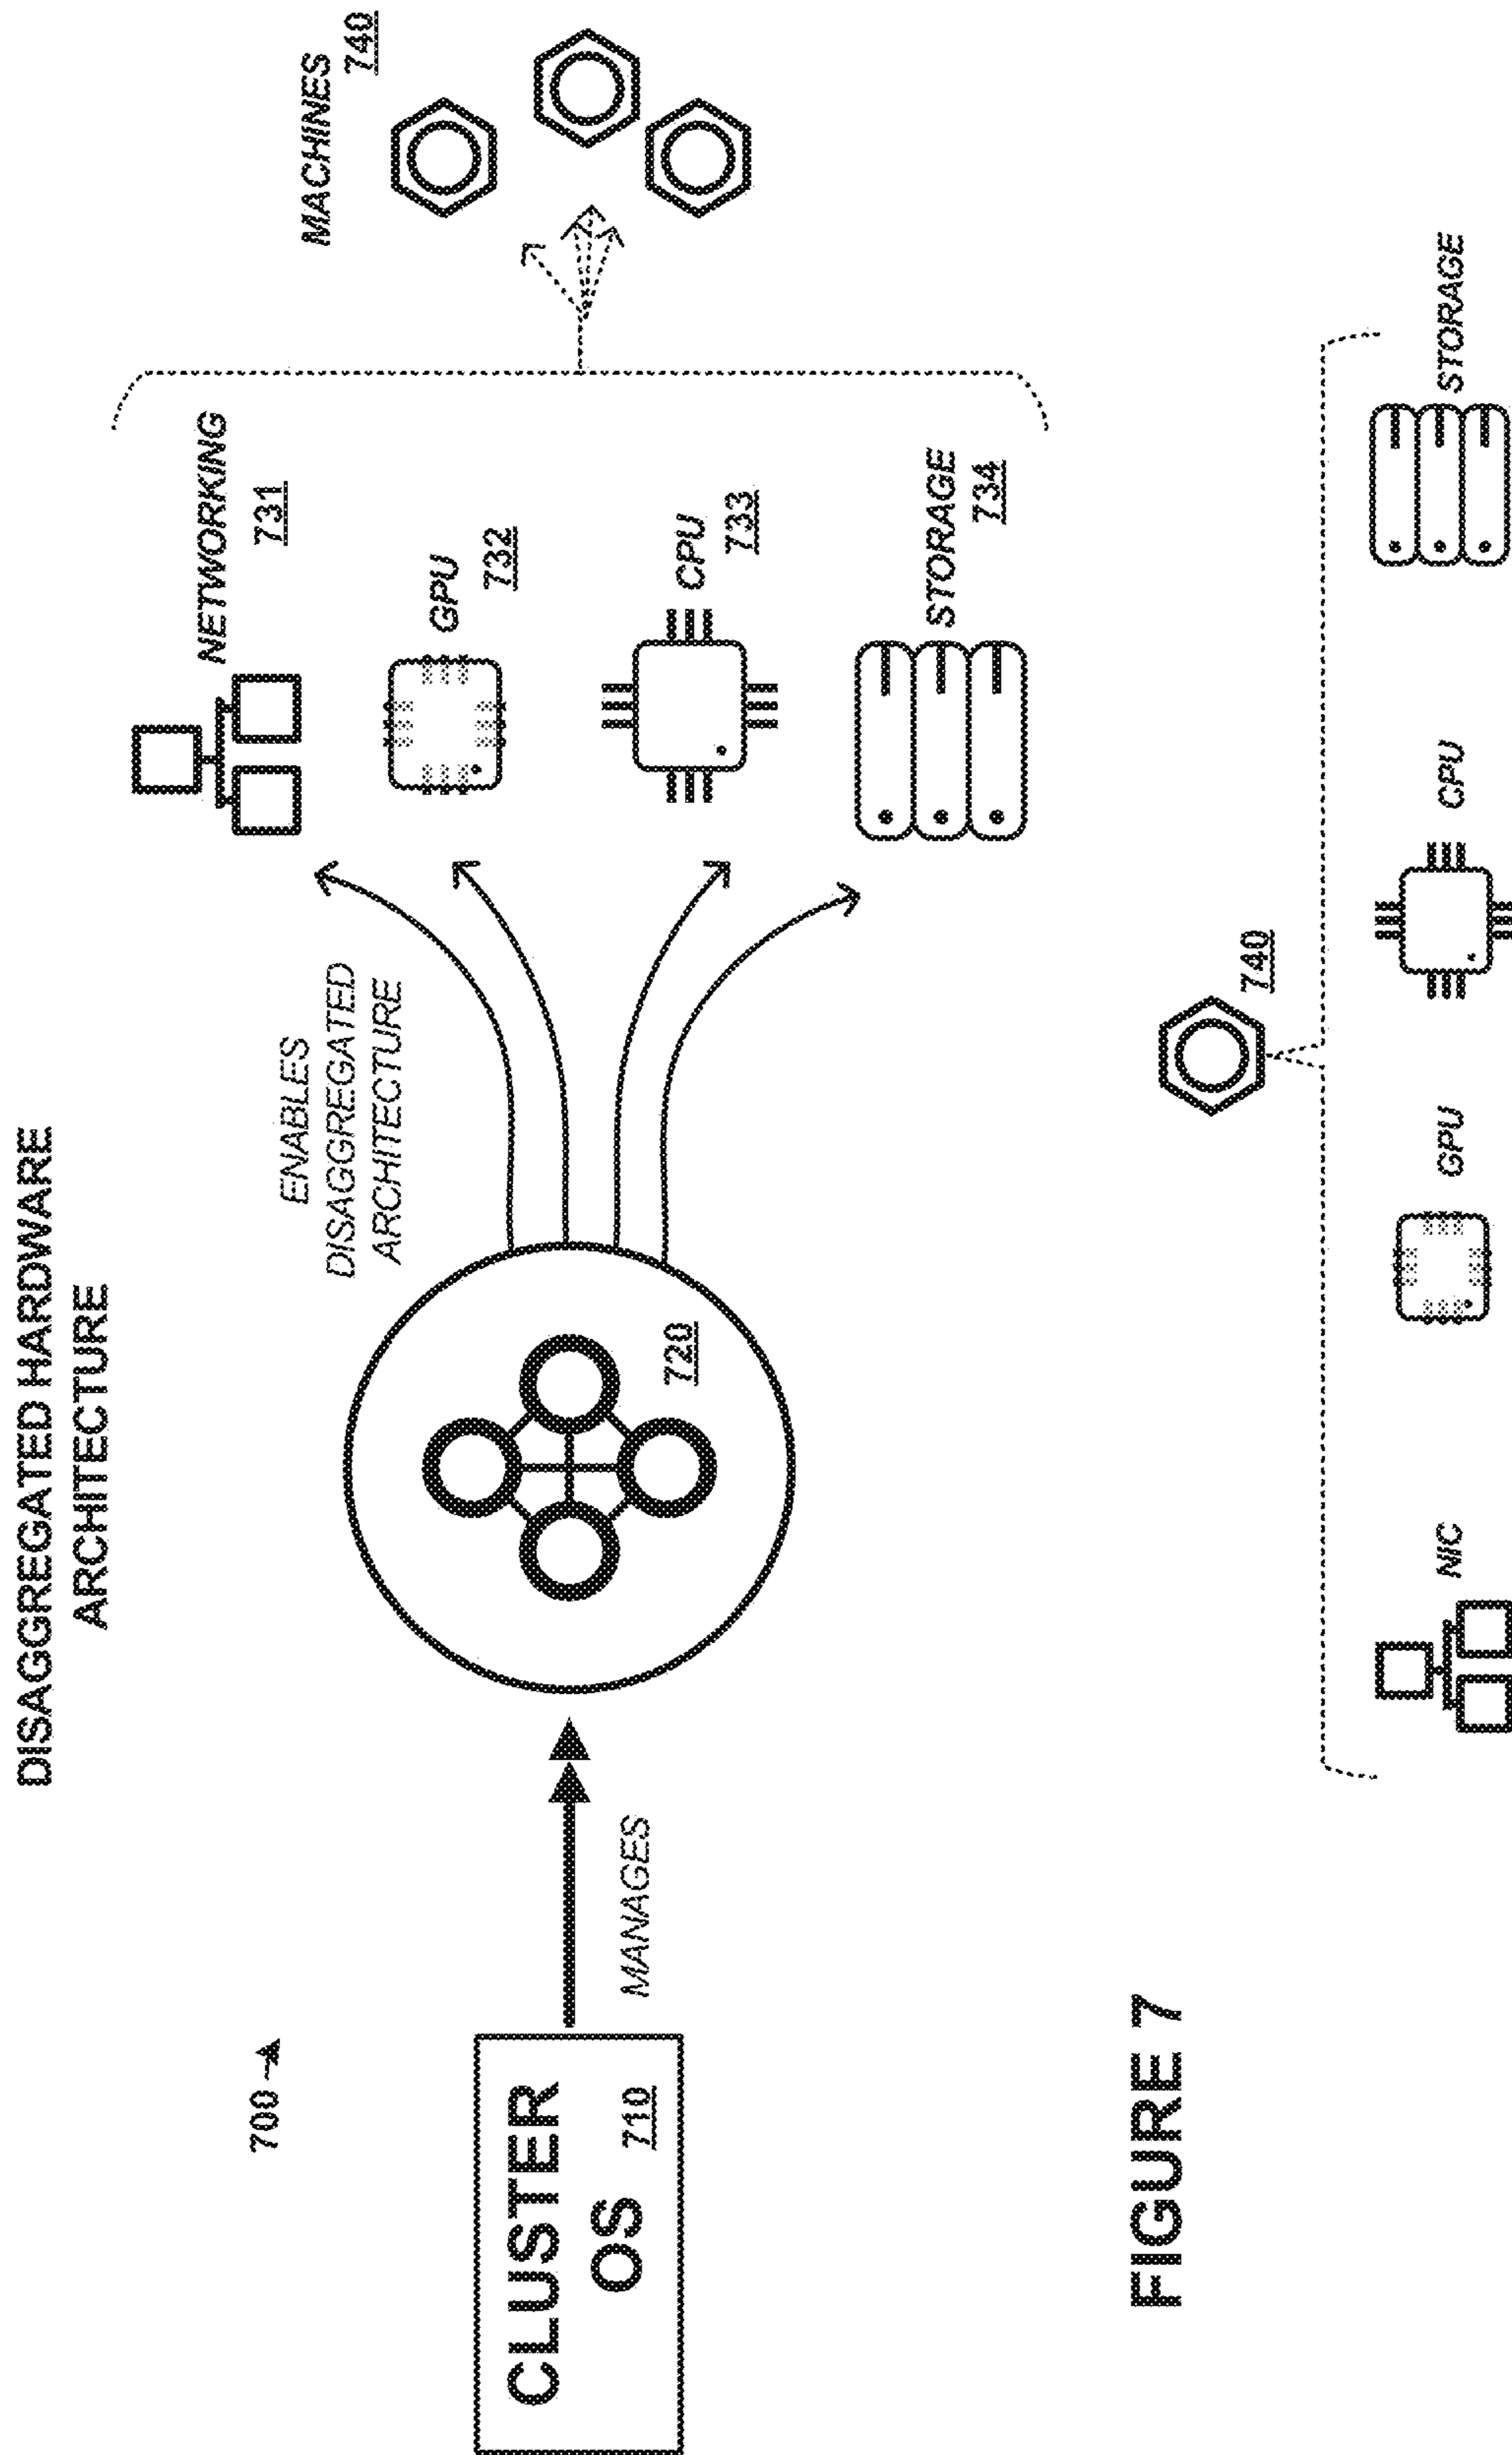 DISAGGREGATED HARDWARE
ARCHITECTURE
700
CLUSTER
OS
710
MANAGES
720
ENABLES
DISAGGREGATED
ARCHITECTURE
NETWORKING
731
GPU
732
CPU
733
STORAGE
734
MACHINES
740
740
NIC
GPU
CPU
STORAGE
FIGURE 7